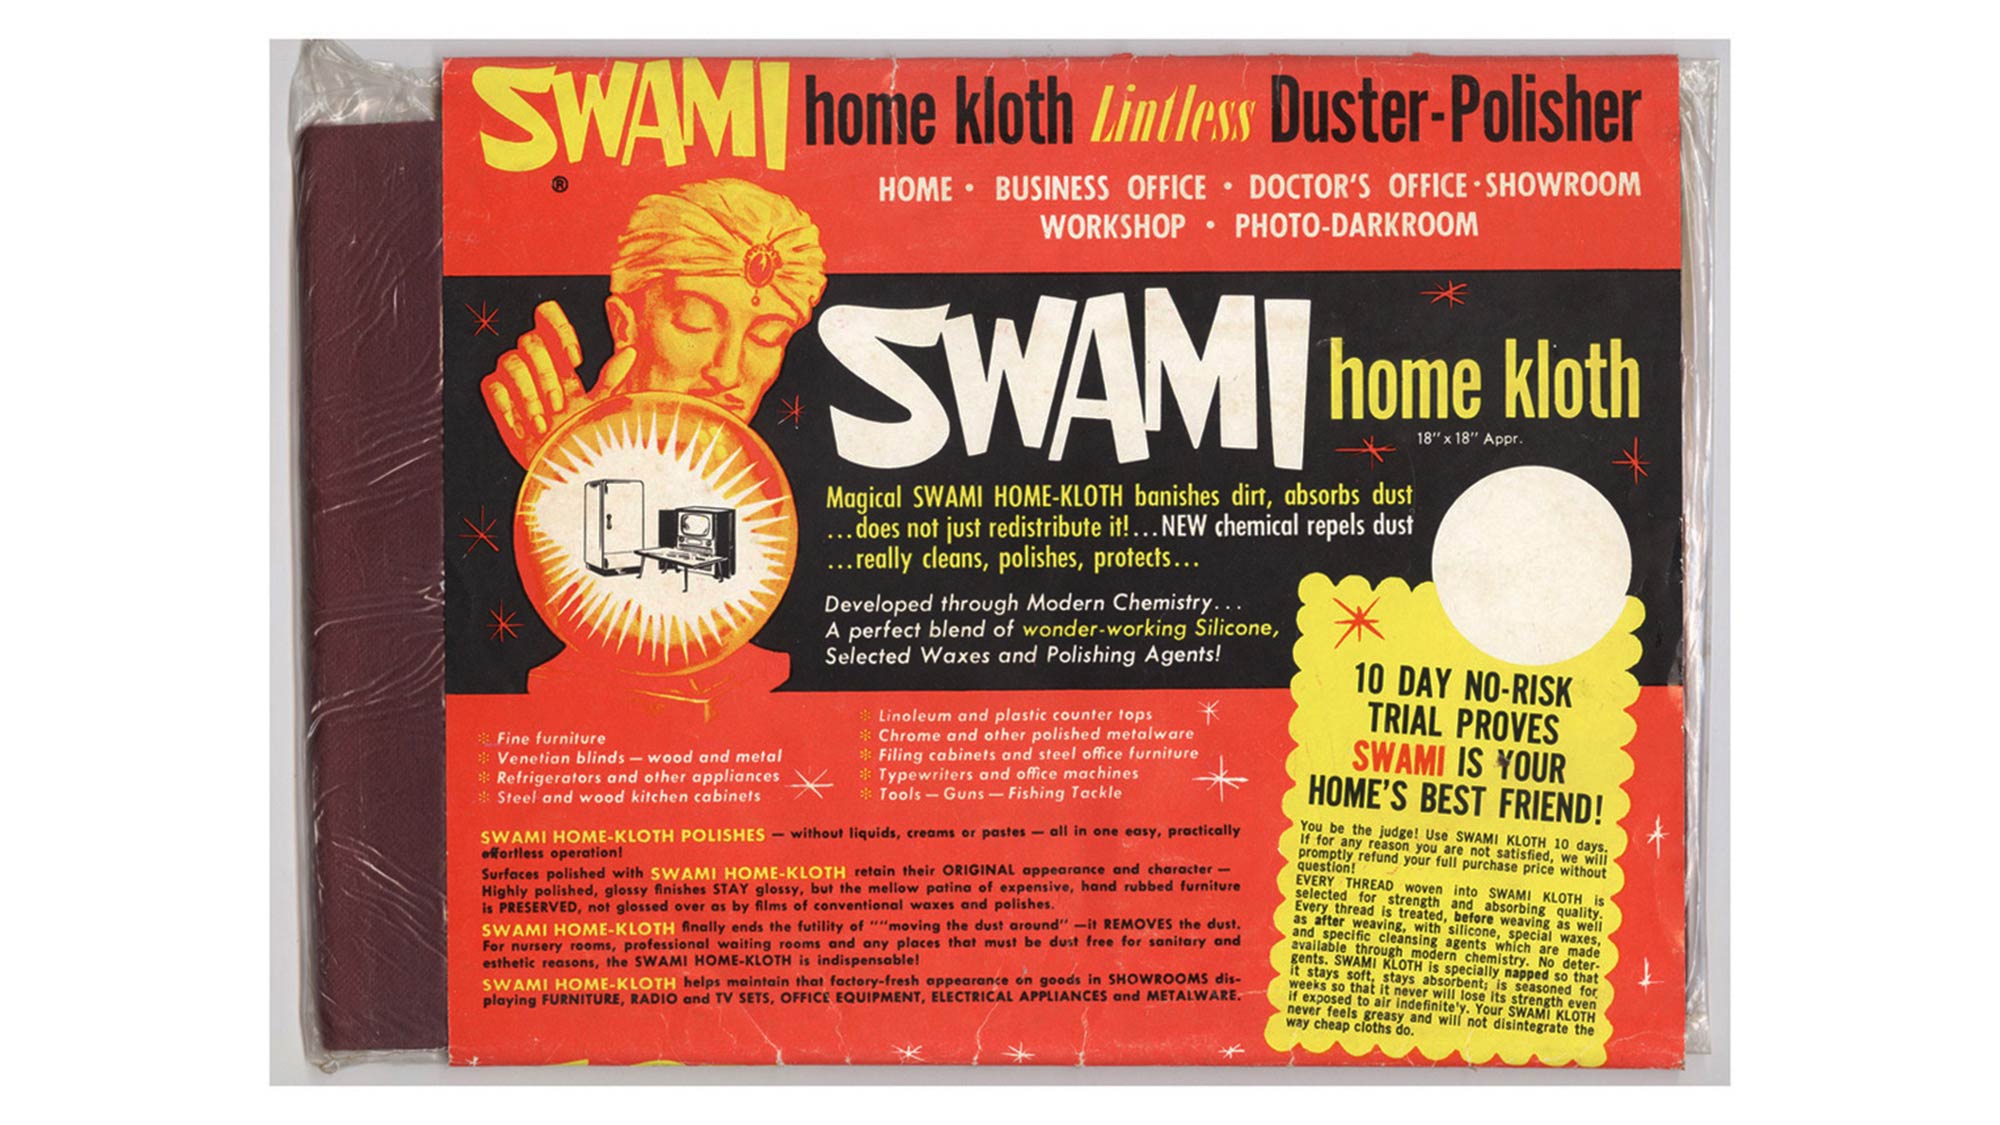 SWAMI home kloth Lintless Duster-Polisher
®
HOME • BUSINESS OFFICE • DOCTOR'S OFFICE • SHOWROOM
WORKSHOP • PHOTO-DARKROOM
SWAMI home kloth
18" x 18" Appr.
Magical SWAMI HOME-KLOTH banishes dirt, absorbs dust
...does not just redistribute it!...NEW chemical repels dust
...really cleans, polishes, protects...
Developed through Modern Chemistry...
A perfect blend of wonder-working Silicone,
Selected Waxes and Polishing Agents!
Fine furniture
Venetian blinds — wood and metal
Refrigerators and other appliances
Steel and wood kitchen cabinets
Linoleum and plastic counter tops
Chrome and other polished metalware
Filing cabinets and steel office furniture
Typewriters and office machines
Tools — Guns — Fishing Tackle
SWAMI HOME-KLOTH POLISHES — without liquids, creams or pastes — all in one easy, practically
effortless operation!
Surfaces polished with SWAMI HOME-KLOTH retain their ORIGINAL appearance and character —
Highly polished, glossy finishes STAY glossy, but the mellow patina of expensive, hand rubbed furniture
is PRESERVED, not glossed over as by films of conventional waxes and polishes.
SWAMI HOME-KLOTH finally ends the futility of ""moving the dust around" —it REMOVES the dust.
For nursery rooms, professional waiting rooms and any places that must be dust free for sanitary and
esthetic reasons, the SWAMI HOME-KLOTH is indispensable!
SWAMI HOME-KLOTH helps maintain that factory-fresh appearance on goods in SHOWROOMS dis-
playing FURNITURE, RADIO and TV SETS, OFFICE EQUIPMENT, ELECTRICAL APPLIANCES and METALWARE.
10 DAY NO-RISK
TRIAL PROVES
SWAMI IS YOUR
HOME'S BEST FRIEND!
You be the judge! Use SWAMI KLOTH 10 days.
If for any reason you are not satisfied, we will
promptly refund your full purchase price without
question!
EVERY THREAD woven into SWAMI KLOTH is
selected for strength and absorbing quality.
Every thread is treated, before weaving as well
as after weaving, with silicone, special waxes,
and specific cleansing agents which are made
available through modern chemistry. No deter-
gents. SWAMI KLOTH is specially napped so that
it stays soft, stays absorbent; is seasoned for
weeks so that it never will lose its strength even
if exposed to air indefinite'y. Your SWAMI KLOTH
never feels greasy and will not disintegrate the
way cheap cloths do.